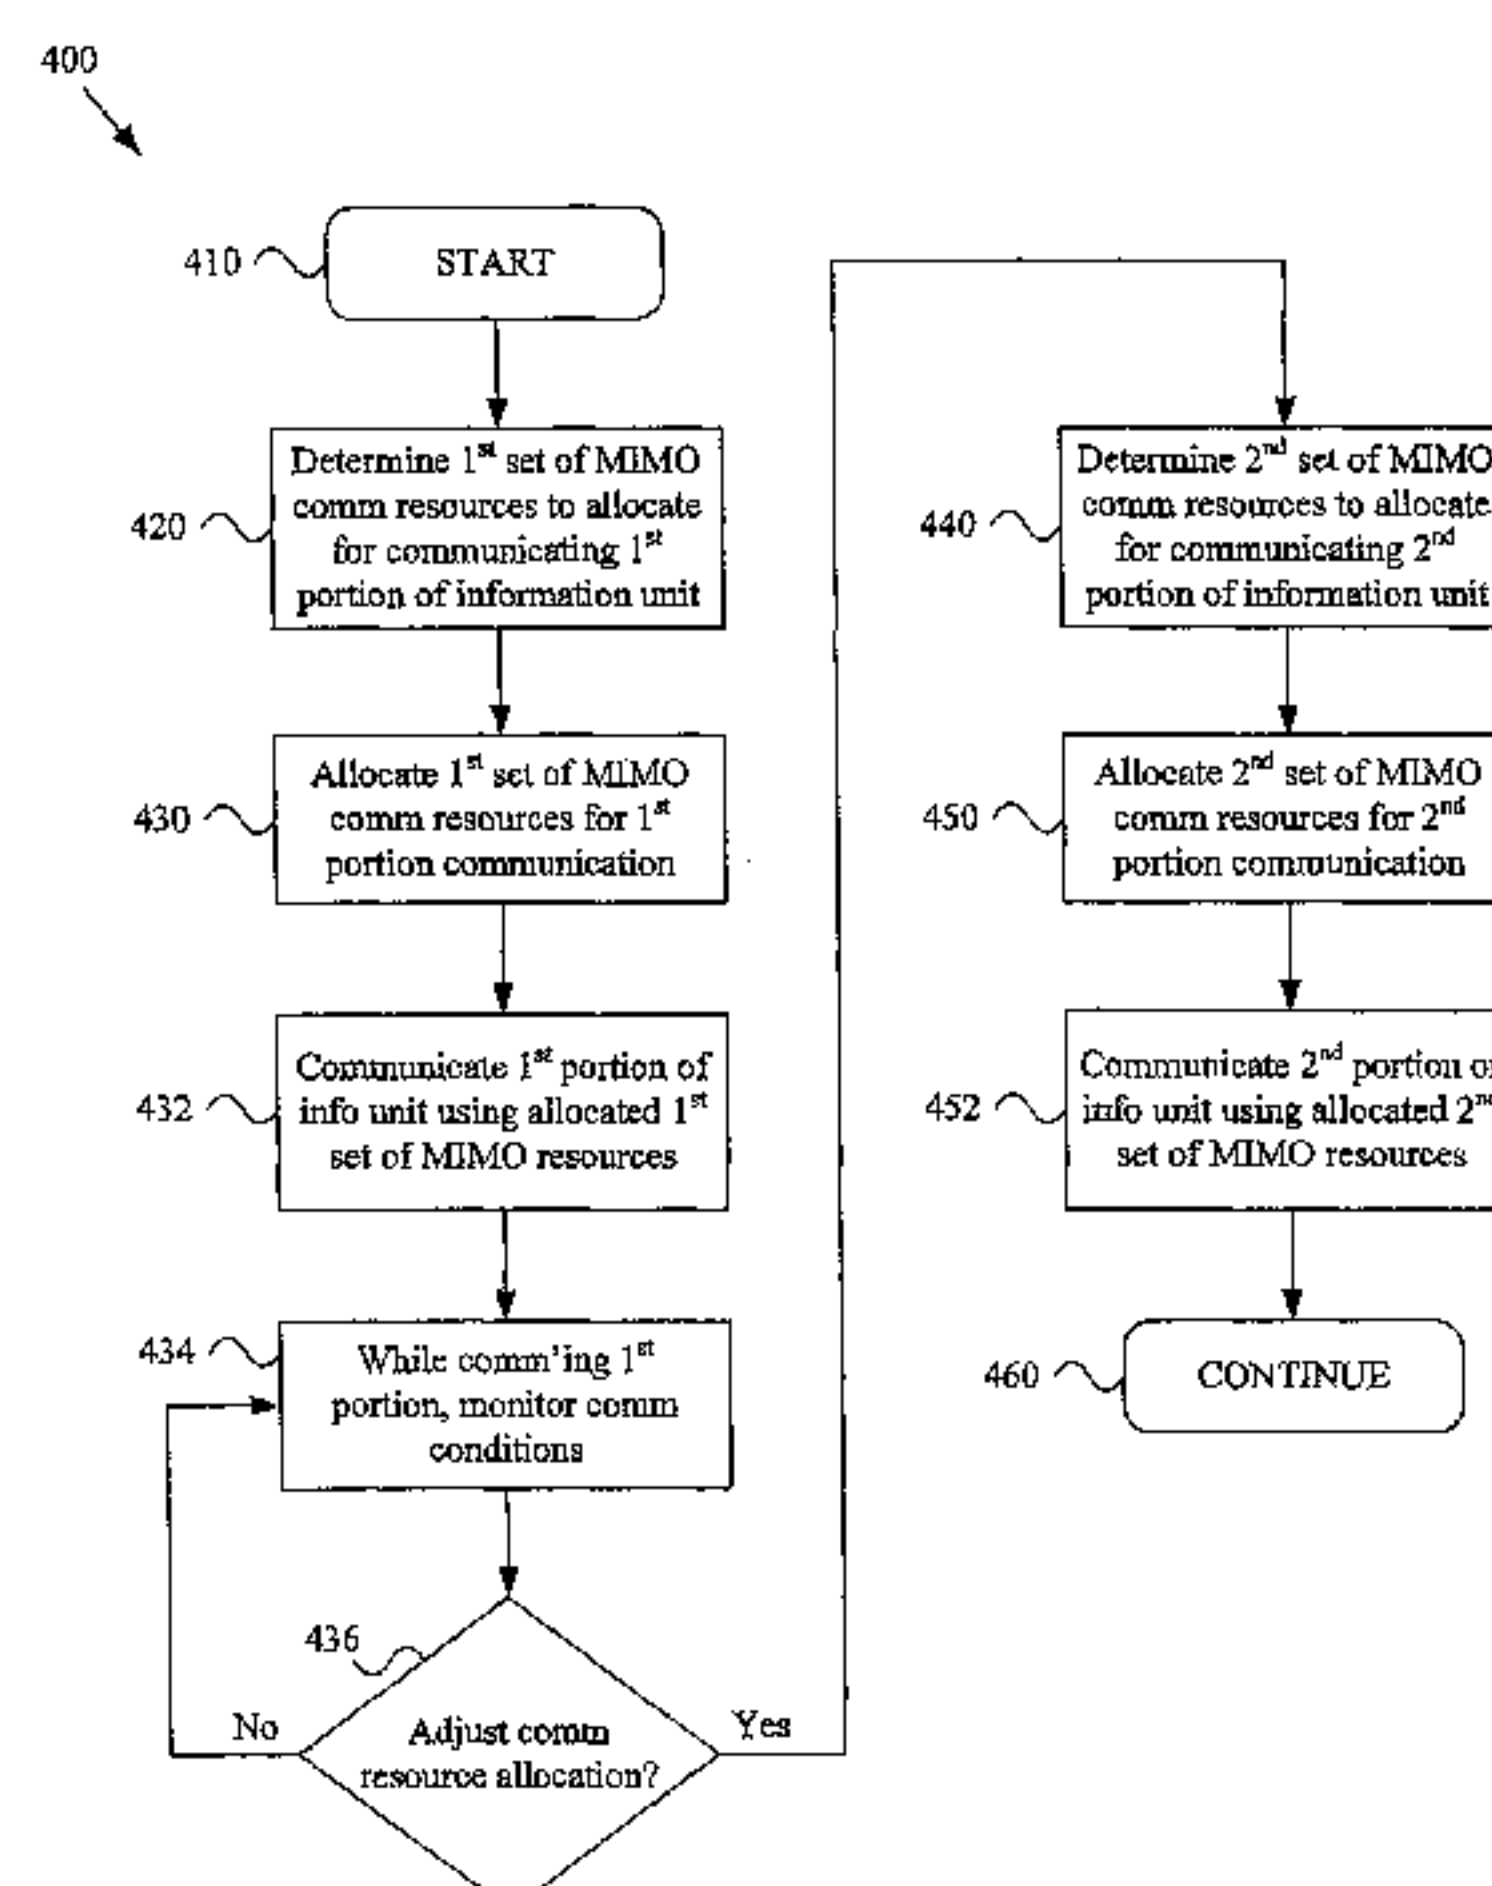 400
410
START
420
Determine 1st set of MIMO
comm resources to allocate
for communicating 1st
portion of information unit
430
Allocate 1st set of MIMO
comm resources for 1st
portion communication
432
Communicate 1st portion of
info unit using allocated 1st
set of MIMO resources
434
While comm'ing 1st
portion, monitor comm
conditions
436
Adjust comm
resource allocation?
No
Yes
440
Determine 2nd set of MIMO
comm resources to allocate
for communicating 2nd
portion of information unit
450
Allocate 2nd set of MIMO
comm resources for 2nd
portion communication
452
Communicate 2nd portion of
info unit using allocated 2nd
set of MIMO resources
460
CONTINUE